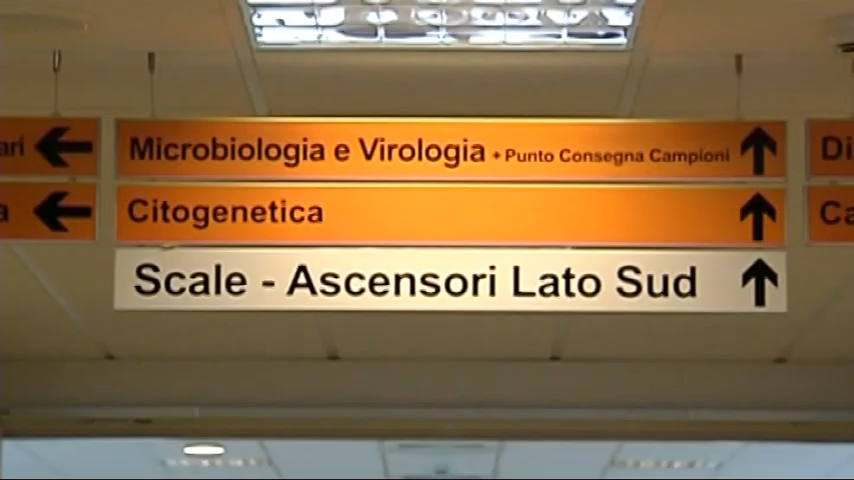 ari
Microbiologia e Virologia + Punto Consegna Campioni
Di
a
Citogenetica
Ca
Scale - Ascensori Lato Sud